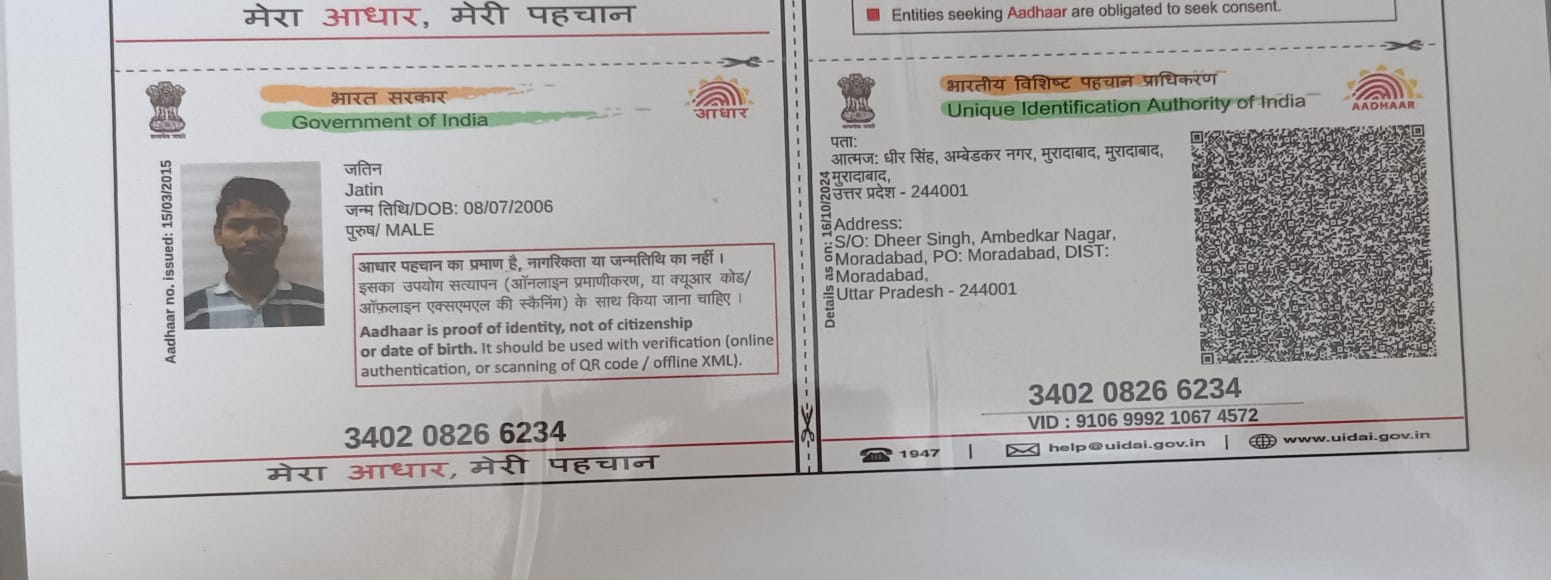 मेरा आधार, मेरी पहचान
Entities seeking Aadhaar are obligated to seek consent.
भारत सरकार
Government of India
आधार
Aadhaar no. issued: 15/03/2015
जतिन
Jatin
जन्म तिथि/DOB: 08/07/2006
पुरुष/ MALE
आधार पहचान का प्रमाण है, नागरिकता या जन्मतिथि का नहीं ।
इसका उपयोग सत्यापन (ऑनलाइन प्रमाणीकरण, या क्यूआर कोड/
ऑफ़लाइन एक्सएमएल की स्कैनिंग) के साथ किया जाना चाहिए ।
Aadhaar is proof of identity, not of citizenship
or date of birth. It should be used with verification (online
authentication, or scanning of QR code / offline XML).
3402 0826 6234
मेरा आधार, मेरी पहचान
भारतीय विशिष्ट पहचान प्राधिकरण
Unique Identification Authority of India
AADHAAR
Details as on: 16/10/2024
पता:
आत्मज: धीर सिंह, अम्बेडकर नगर, मुरादाबाद, मुरादाबाद,
मुरादाबाद,
उत्तर प्रदेश - 244001
Address:
S/O: Dheer Singh, Ambedkar Nagar,
Moradabad, PO: Moradabad, DIST:
Moradabad,
Uttar Pradesh - 244001
3402 0826 6234
VID : 9106 9992 1067 4572
1947 | help@uidai.gov.in | www.uidai.gov.in